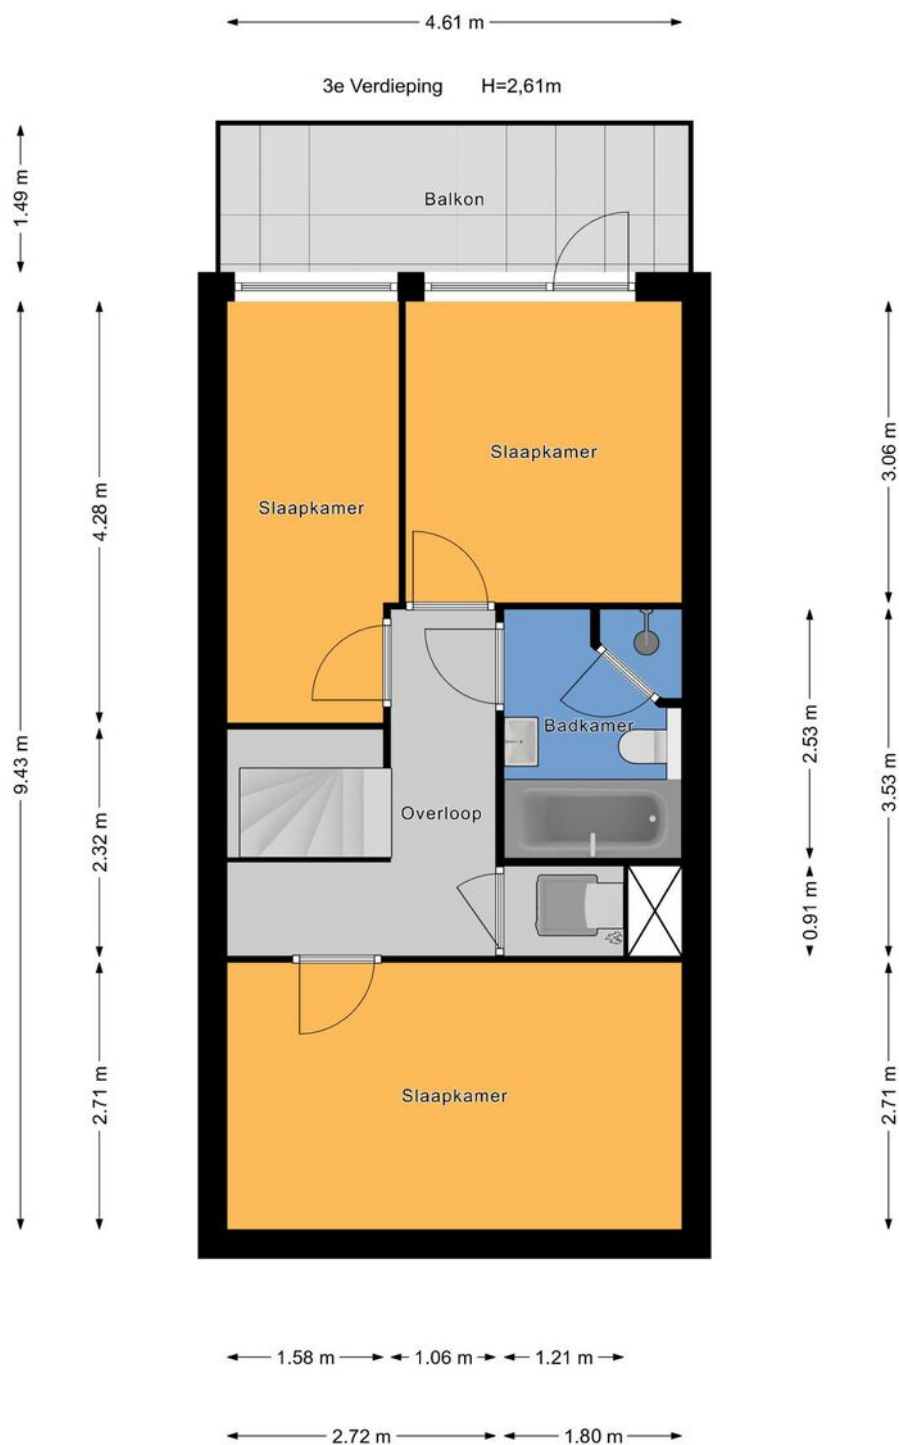 4.61 m
3e Verdieping H=2,61m
1.49 m
Balkon
Slaapkamer
Slaapkamer
4.28 m
3.06 m
9.43 m
Badkamer
2.53 m
3.53 m
Overloop
2.32 m
0.91 m
Slaapkamer
2.71 m
2.71 m
1.58 m
1.06 m
1.21 m
2.72 m
1.80 m